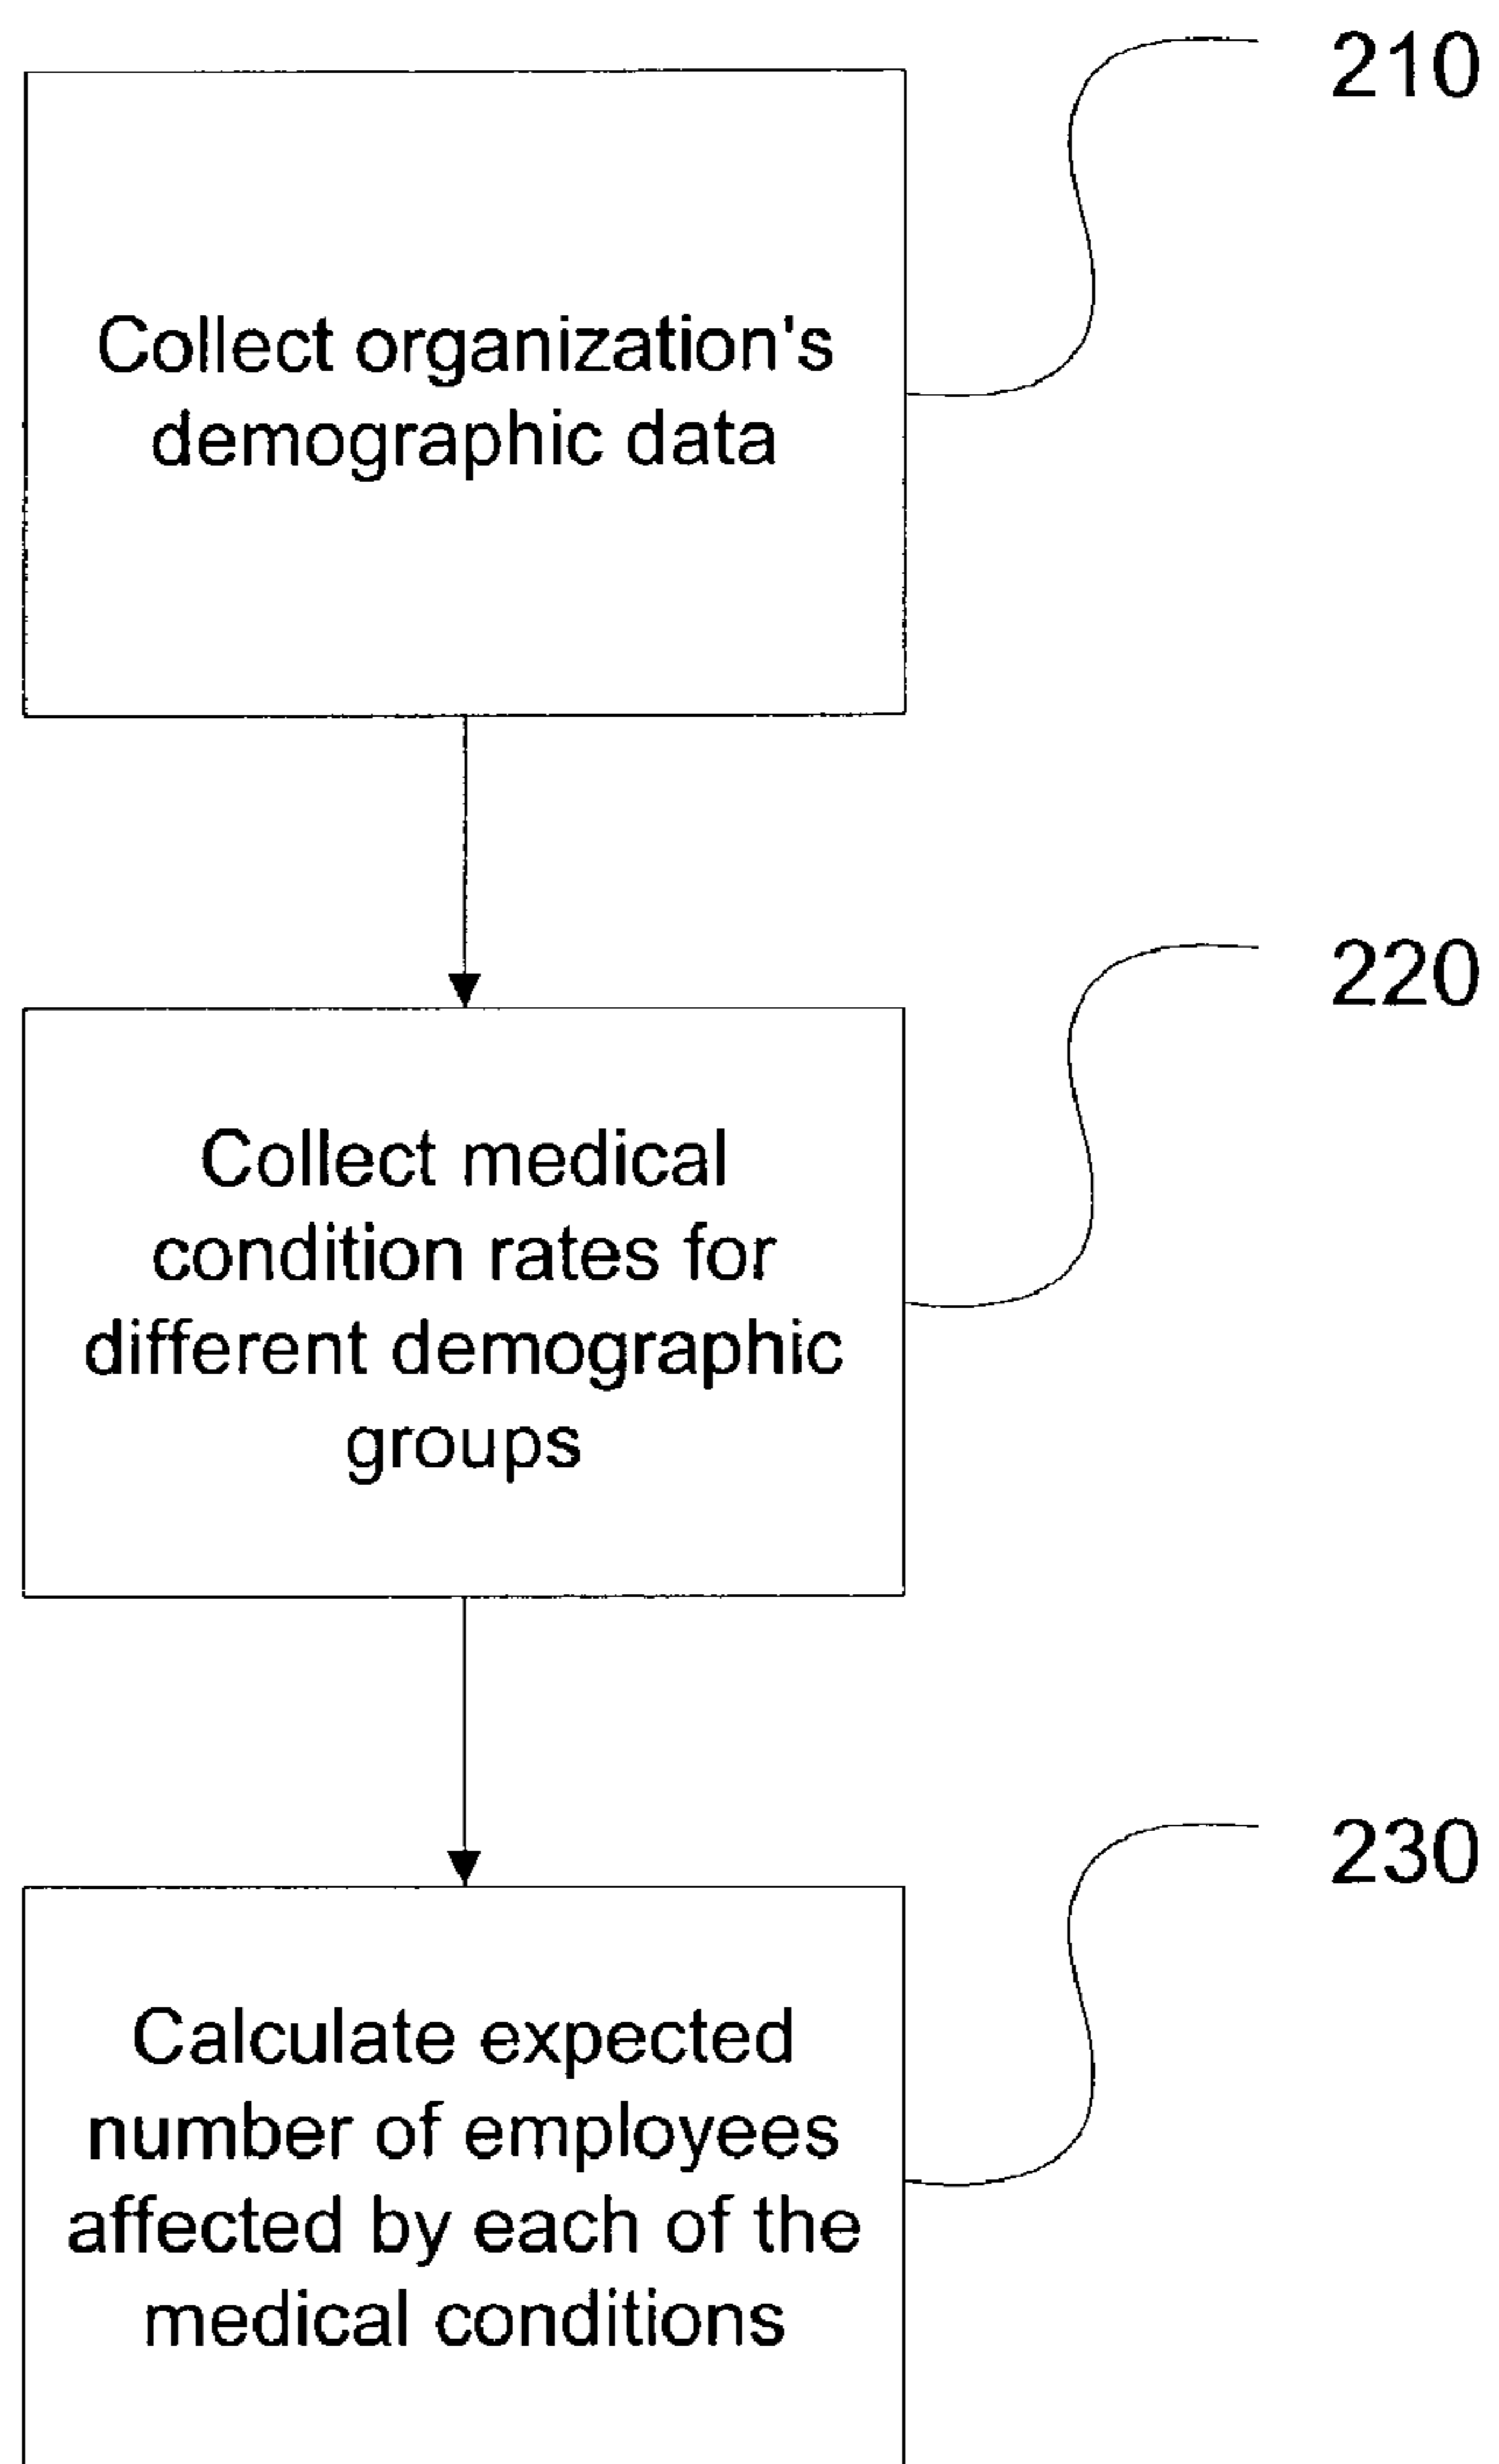 210
Collect organization's
demographic data
220
Collect medical
condition rates for
different demographic
groups
230
Calculate expected
number of employees
affected by each of the
medical conditions